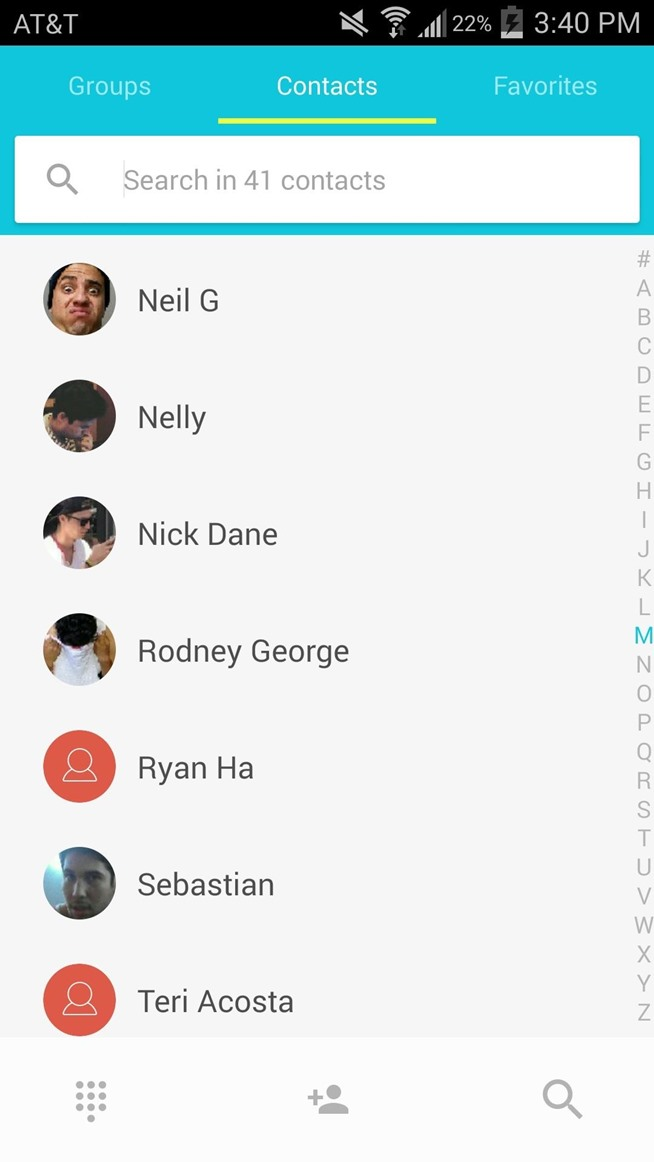 AT&T 22% 3:40 PM
Groups Contacts Favorites
Search in 41 contacts
Neil G
Nelly
Nick Dane
Rodney George
Ryan Ha
Sebastian
Teri Acosta
#
A
B
C
D
E
F
G
H
I
J
K
L
M
N
O
P
Q
R
S
T
U
V
W
X
Y
Z